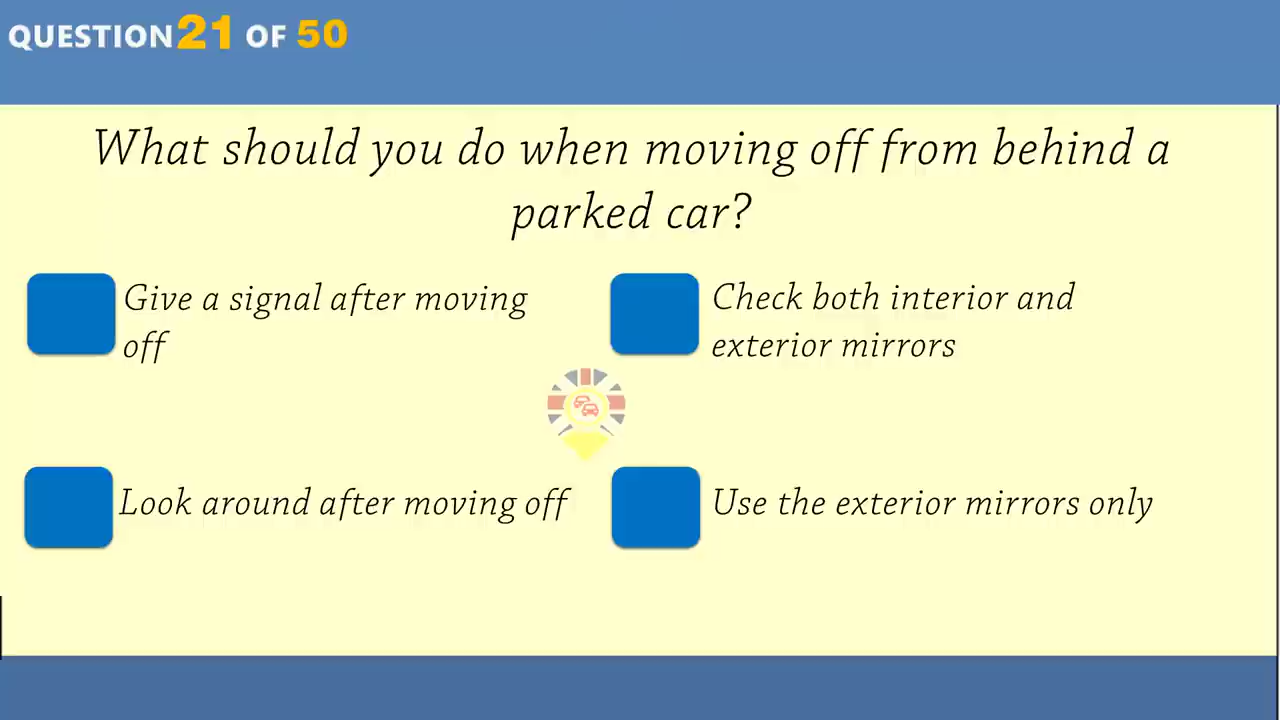 QUESTION 21 OF 50
What should you do when moving off from behind a
parked car?
Give a signal after moving
off
Check both interior and
exterior mirrors
Look around after moving off
Use the exterior mirrors only